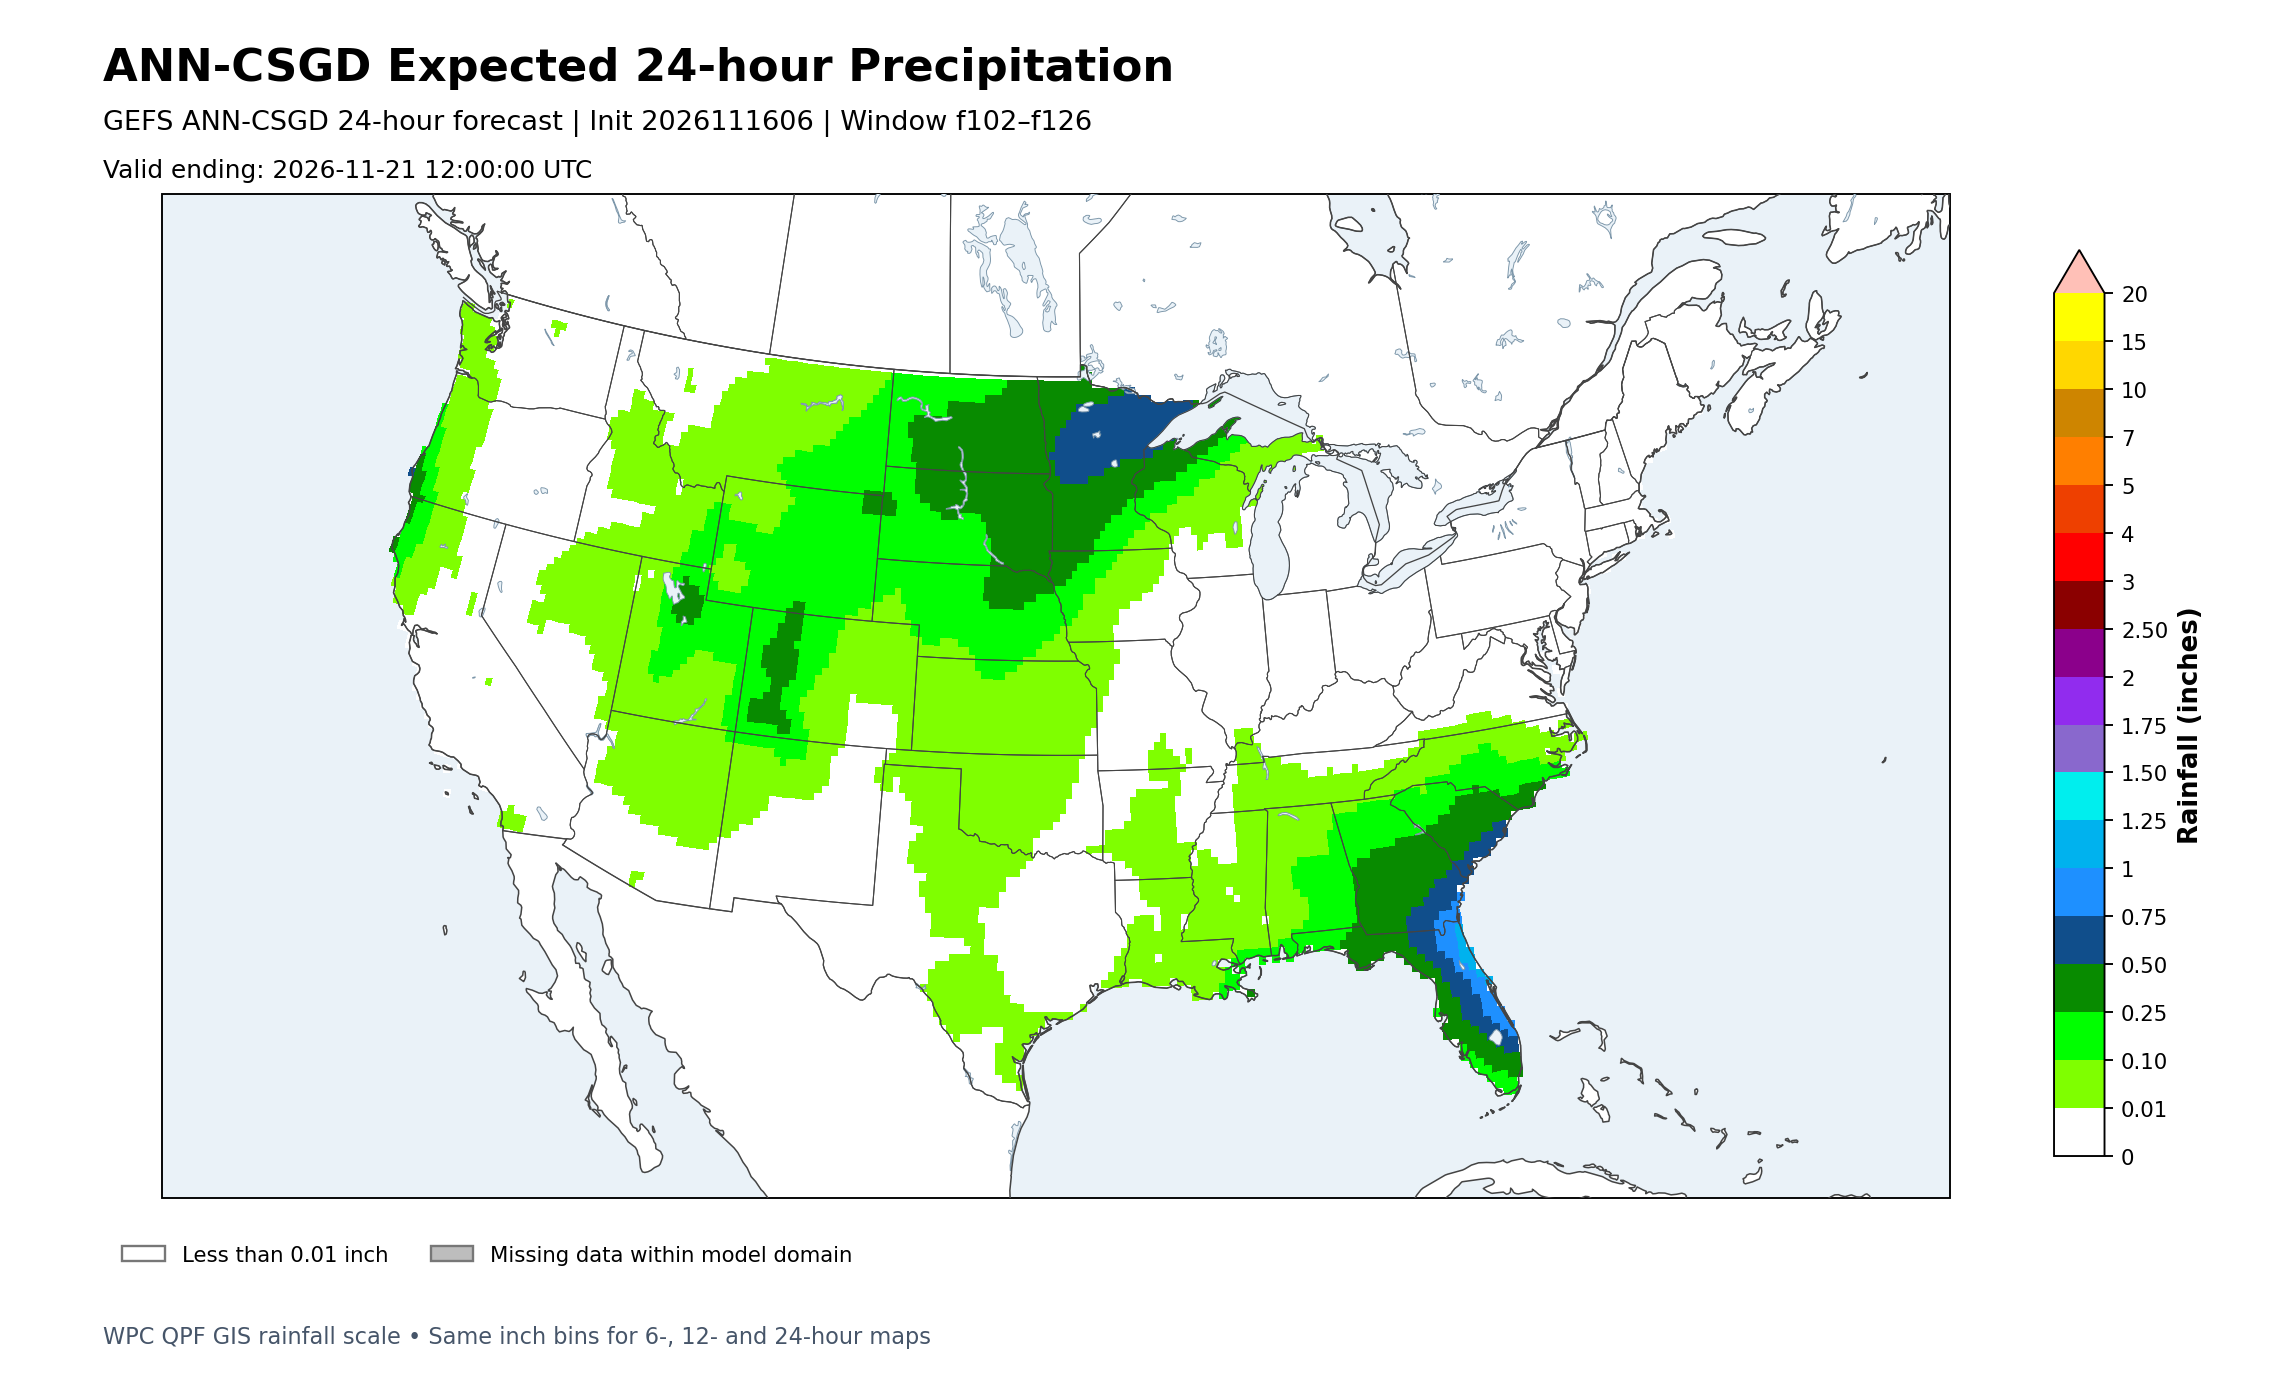 ANN-CSGD Expected 24-hour Precipitation
GEFS ANN-CSGD 24-hour forecast | Init 2026111606 | Window f102–f126
Valid ending: 2026-11-21 12:00:00 UTC
20
15
10
7
5
4
3
2.50
2
1.75
1.50
1.25
1
0.75
0.50
0.25
0.10
0.01
0
Rainfall (inches)
Less than 0.01 inch
Missing data within model domain
WPC QPF GIS rainfall scale • Same inch bins for 6-, 12- and 24-hour maps